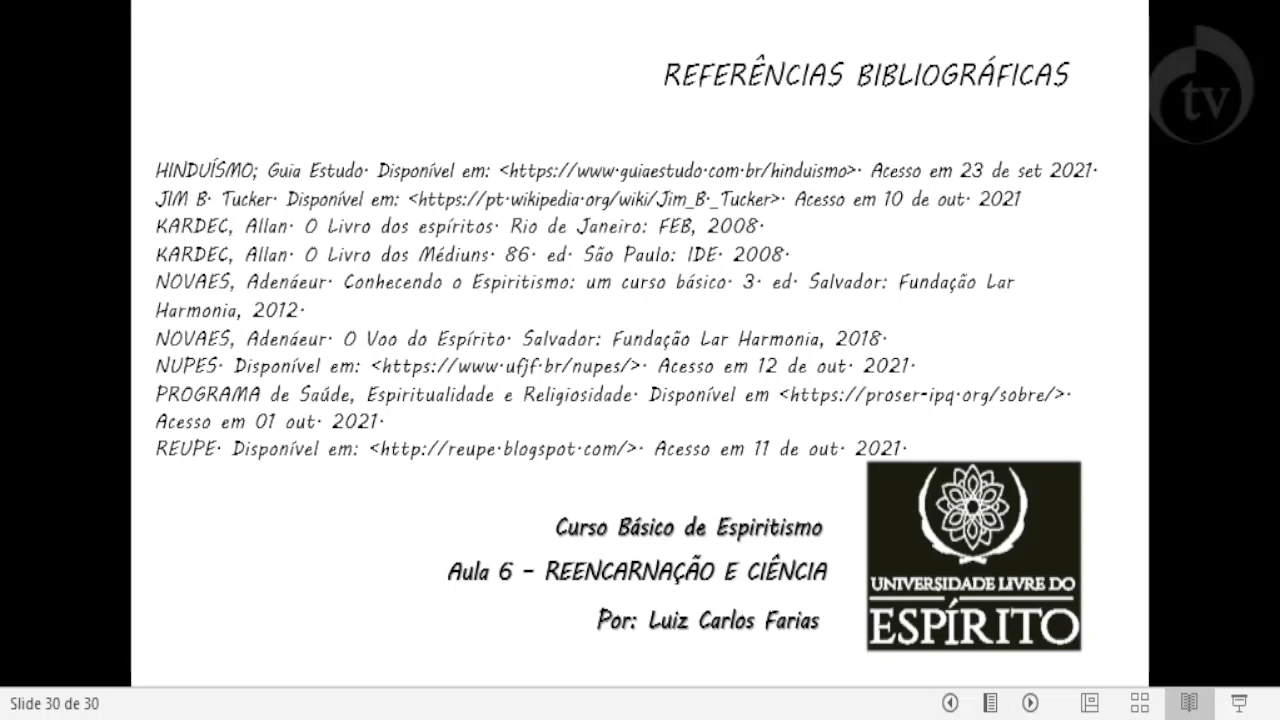 REFERÊNCIAS BIBLIOGRÁFICAS
tv
HINDUÍSMO; Guia Estudo. Disponível em: <https://www.guiaestudo.com.br/hinduismo>. Acesso em 23 de set 2021.
JIM B. Tucker. Disponível em: <https://pt.wikipedia.org/wiki/Jim_B._Tucker>. Acesso em 10 de out. 2021
KARDEC, Allan. O Livro dos espíritos. Rio de Janeiro: FEB, 2008.
KARDEC, Allan. O Livro dos Médiuns. 86. ed. São Paulo: IDE. 2008.
NOVAES, Adenáeur. Conhecendo o Espiritismo: um curso básico. 3. ed. Salvador: Fundação Lar
Harmonia, 2012.
NOVAES, Adenáeur. O Voo do Espírito. Salvador: Fundação Lar Harmonia, 2018.
NUPES. Disponível em: <https://www.ufjf.br/nupes/>. Acesso em 12 de out. 2021.
PROGRAMA de Saúde, Espiritualidade e Religiosidade. Disponível em <https://proser-ipq.org/sobre/>.
Acesso em 01 out. 2021.
REUPE. Disponível em: <http://reupe.blogspot.com/>. Acesso em 11 de out. 2021.
Curso Básico de Espiritismo
Aula 6 - REENCARNAÇÃO E CIÊNCIA
Por: Luiz Carlos Farias
UNIVERSIDADE LIVRE DO
ESPÍRITO
Slide 30 de 30